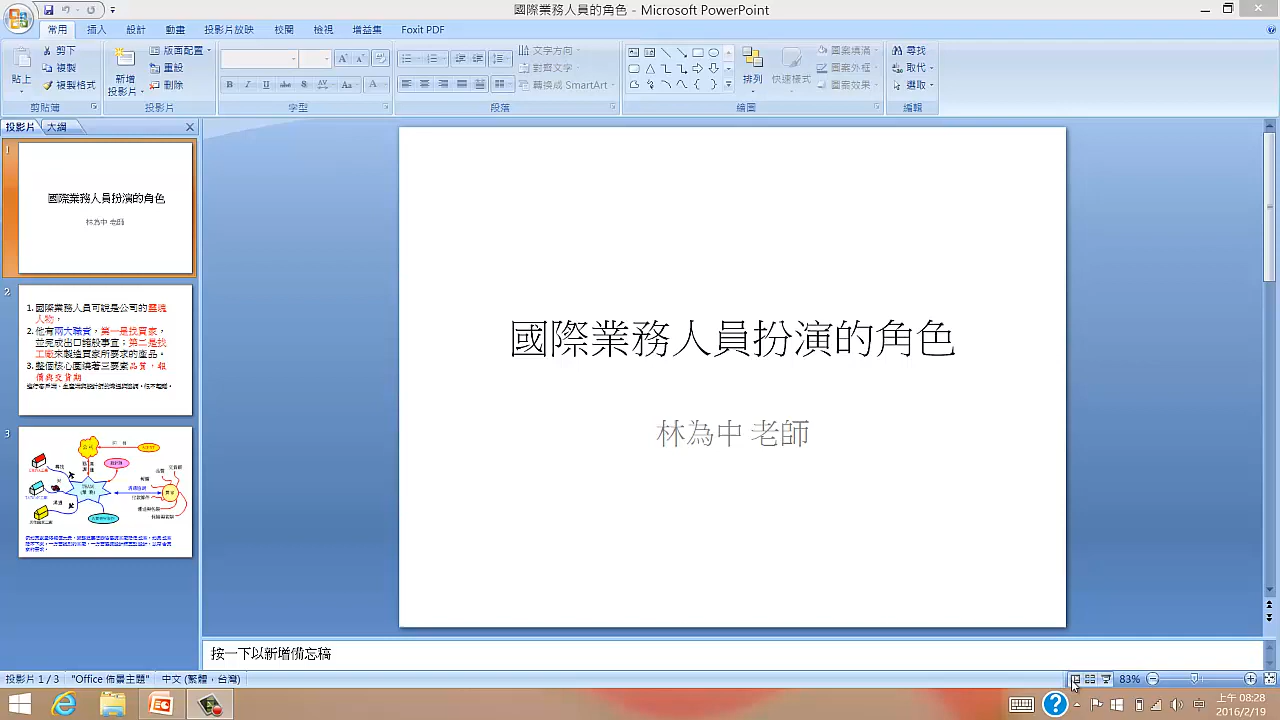 國際業務人員的角色 - Microsoft PowerPoint
常用 插入 設計 動畫 投影片放映 校閱 檢視 增益集 Foxit PDF
貼上 剪下 複製 複製格式 剪貼簿
新增投影片 版面配置 重設 刪除 投影片
字型
文字方向 對齊文字 轉換成 SmartArt 段落
排列 快速樣式 圖案填滿 圖案外框 圖案效果 繪圖
尋找 取代 選取 編輯
投影片 大綱
1
國際業務人員扮演的角色
林為中 老師
2
1. 國際業務人員可說是公司的靈魂
人物，
2. 他有兩大職責，第一是找買家，
並完成出口諸般事宜；第二是找
工廠來製造買家所要求的產品。
3. 整個核心圍繞著三要素品質，報
價與交貨期
3
國際業務人員扮演的角色
林為中 老師
按一下以新增備忘稿
投影片 1 / 3 "Office 佈景主題" 中文 (繁體，台灣) 83%
上午 08:28
2016/2/19